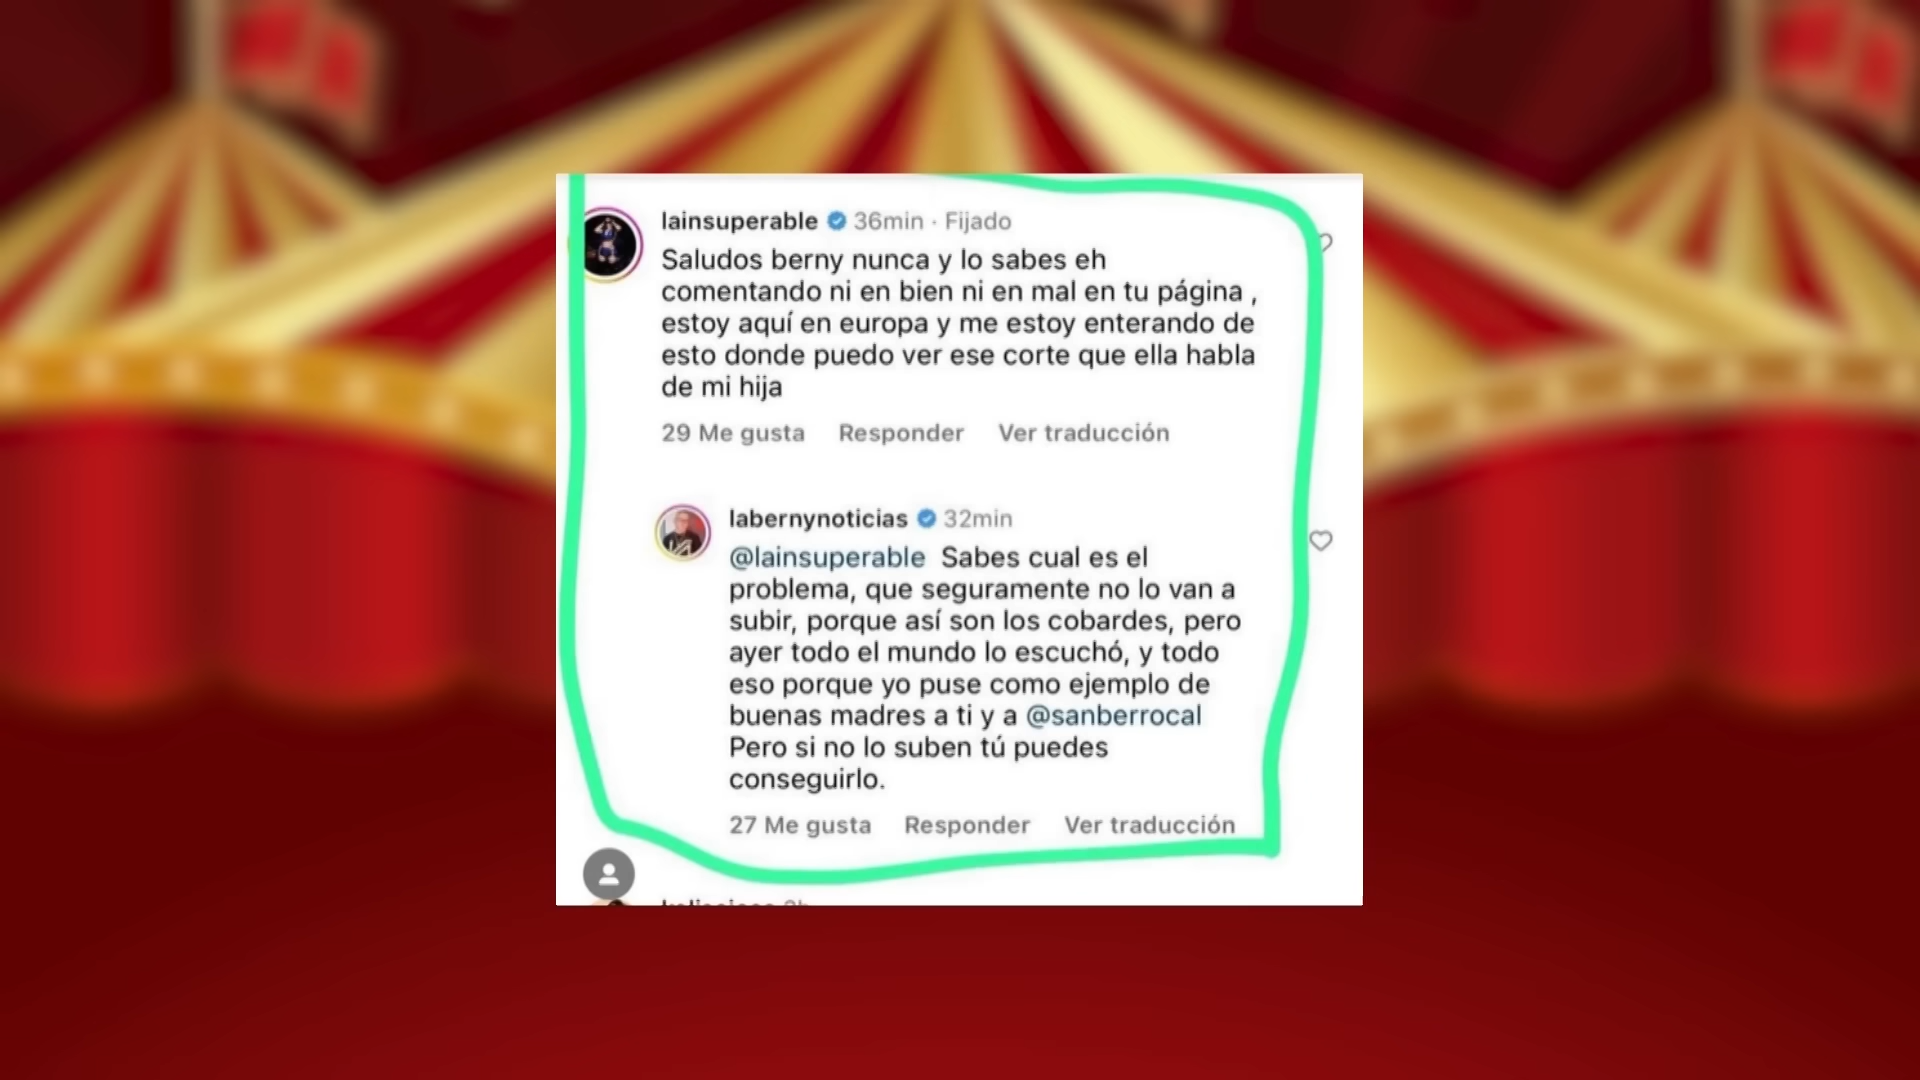 lainsuperable 36min · Fijado
Saludos berny nunca y lo sabes eh
comentando ni en bien ni en mal en tu página ,
estoy aquí en europa y me estoy enterando de
esto donde puedo ver ese corte que ella habla
de mi hija
29 Me gusta Responder Ver traducción
labernynoticias 32min
@lainsuperable Sabes cual es el
problema, que seguramente no lo van a
subir, porque así son los cobardes, pero
ayer todo el mundo lo escuchó, y todo
eso porque yo puse como ejemplo de
buenas madres a ti y a @sanberrocal
Pero si no lo suben tú puedes
conseguirlo.
27 Me gusta Responder Ver traducción